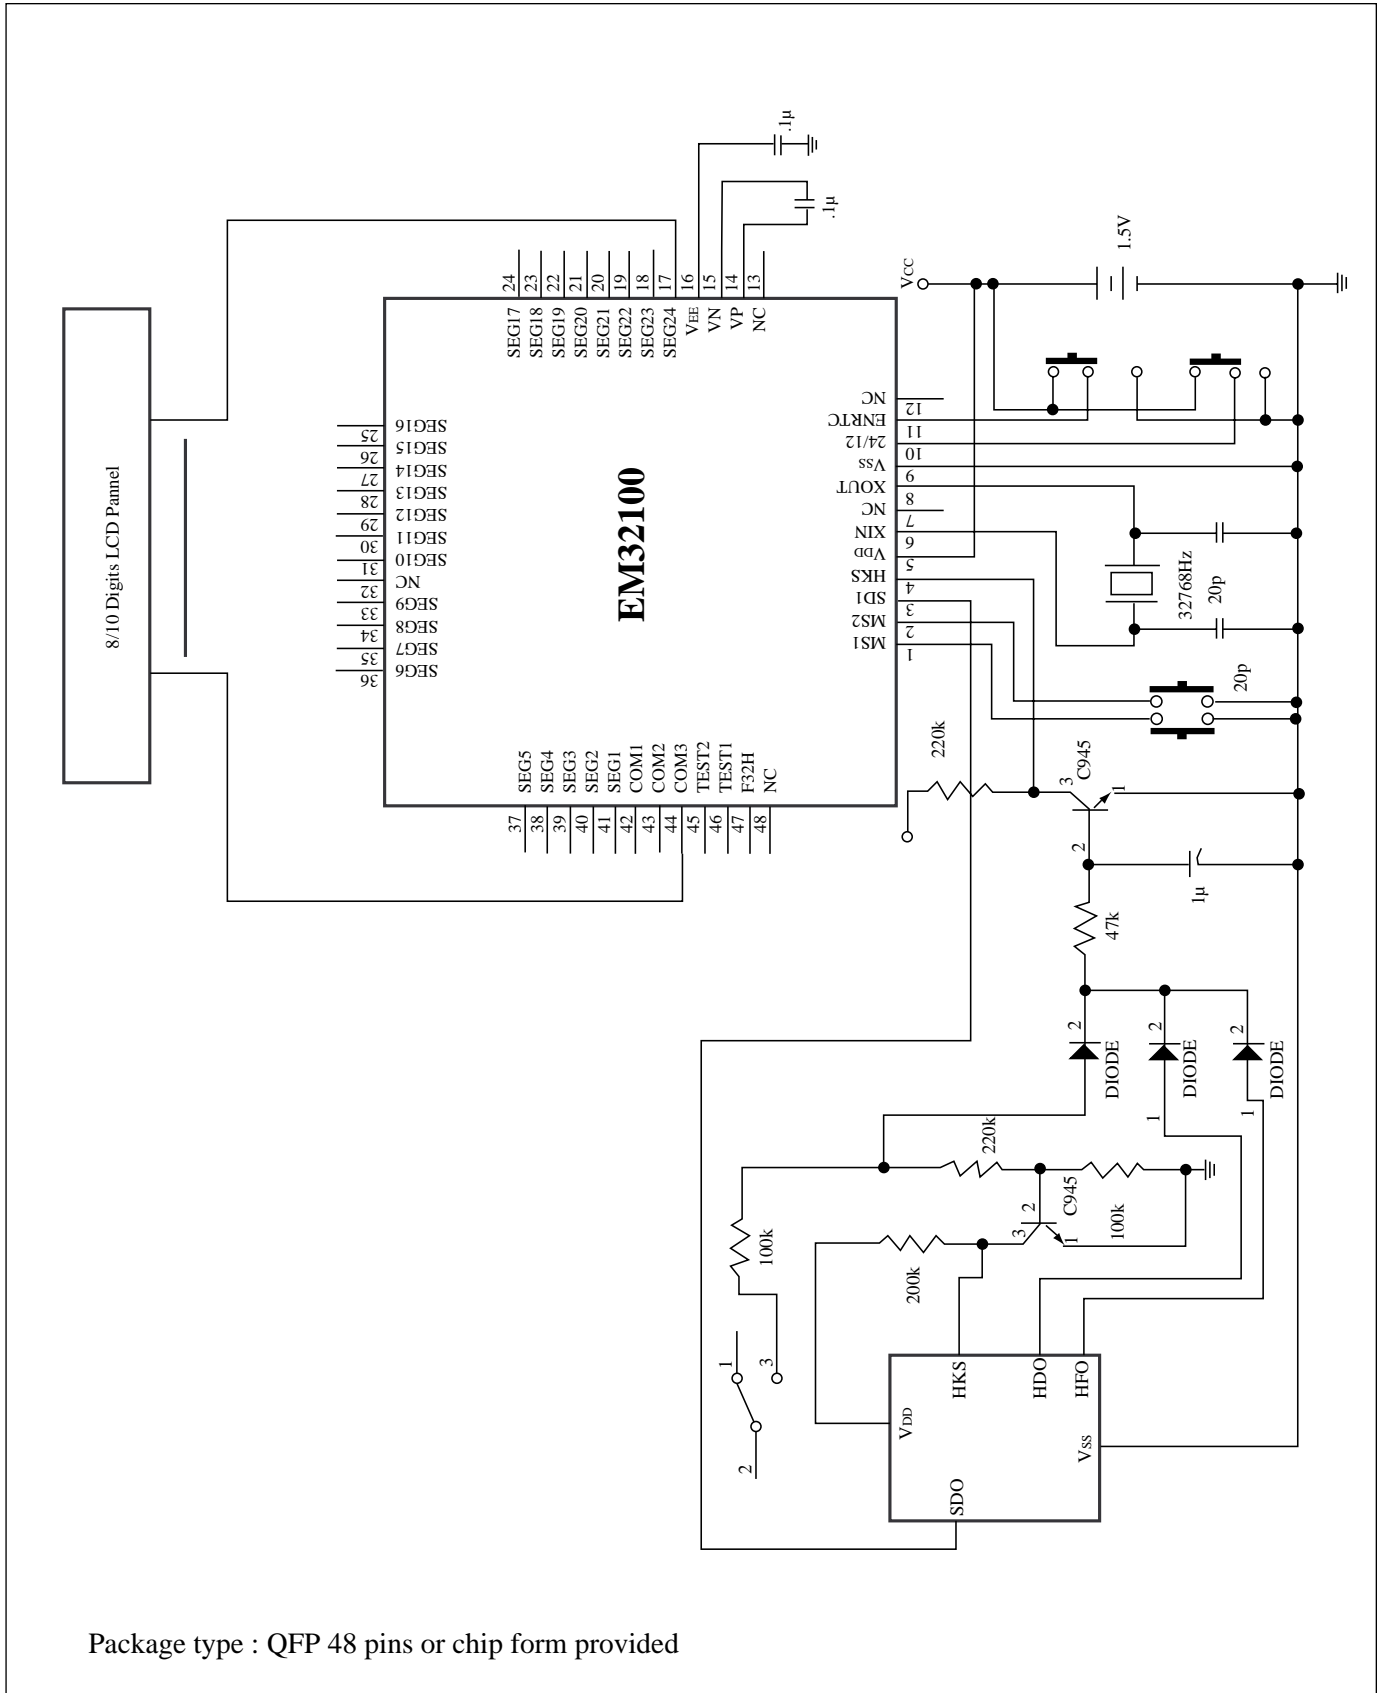 .1µ
.1µ
1.5V
VCC
24
23
22
21
20
19
18
17
16
15
14
13
SEG17
SEG18
SEG19
SEG20
SEG21
SEG22
SEG23
SEG24
VEE
VN
VP
NC
8/10 Digits LCD Pannel
EM32100
SEG16
SEG15
SEG14
SEG13
SEG12
SEG11
SEG10
NC
SEG9
SEG8
SEG7
SEG6
25
26
27
28
29
30
31
32
33
34
35
36
NC
ENRTC
24/12
VSS
XOUT
NC
XIN
VDD
HKS
SD1
MS2
MS1
12
11
10
9
8
7
6
5
4
3
2
1
32768Hz
20p
20p
SEG5
SEG4
SEG3
SEG2
SEG1
COM1
COM2
COM3
TEST2
TEST1
F32H
NC
37
38
39
40
41
42
43
44
45
46
47
48
220k
3
C945
1
2
1µ
47k
2
DIODE
2
DIODE
1
2
DIODE
1
220k
100k
2
C945
3
1
100k
200k
1
3
2
HKS
HDO
HFO
VDD
VSS
SDO
Package type : QFP 48 pins or chip form provided